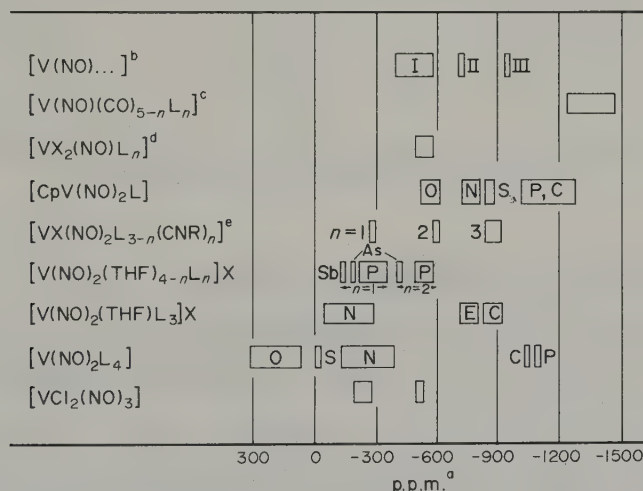 [V(NO)...]ᵇ I II III
[V(NO)(CO)₅₋ₙLₙ]ᶜ
[VX₂(NO)Lₙ]ᵈ
[CpV(NO)₂L] O N S P, C
[VX(NO)₂L₃₋ₙ(CNR)ₙ]ᵉ n=1 2 3
As
[V(NO)₂(THF)₄₋ₙLₙ]X Sb P P
n=1 n=2
[V(NO)₂(THF)L₃]X N E C
[V(NO)₂L₄] O S N C P
[VCl₂(NO)₃]
300 0 -300 -600 -900 -1200 -1500
p.p.m.ᵃ